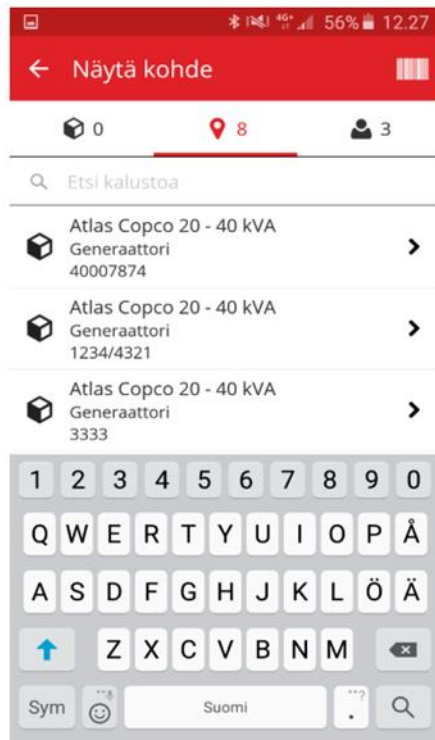 4G+ 56% 12.27
Näytä kohde
0 8 3
Etsi kalustoa
Atlas Copco 20 - 40 kVA
Generaattori
40007874
Atlas Copco 20 - 40 kVA
Generaattori
1234/4321
Atlas Copco 20 - 40 kVA
Generaattori
3333
1 2 3 4 5 6 7 8 9 0
Q W E R T Y U I O P Å
A S D F G H J K L Ö Ä
Z X C V B N M
Sym Suomi . ?